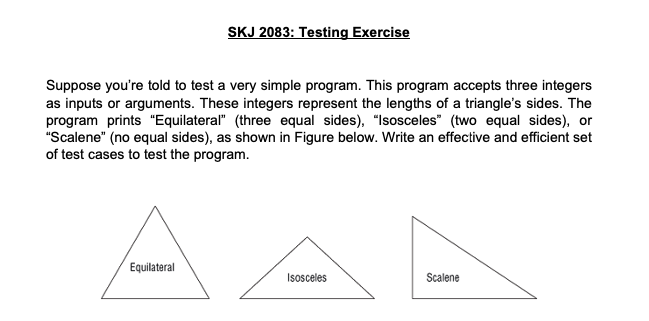 SKJ 2083: Testing Exercise
Suppose you're told to test a very simple program. This program accepts three integers
as inputs or arguments. These integers represent the lengths of a triangle's sides. The
program prints "Equilateral" (three equal sides), "Isosceles" (two equal sides), or
"Scalene" (no equal sides), as shown in Figure below. Write an effective and efficient set
of test cases to test the program.
Equilateral
Isosceles
Scalene